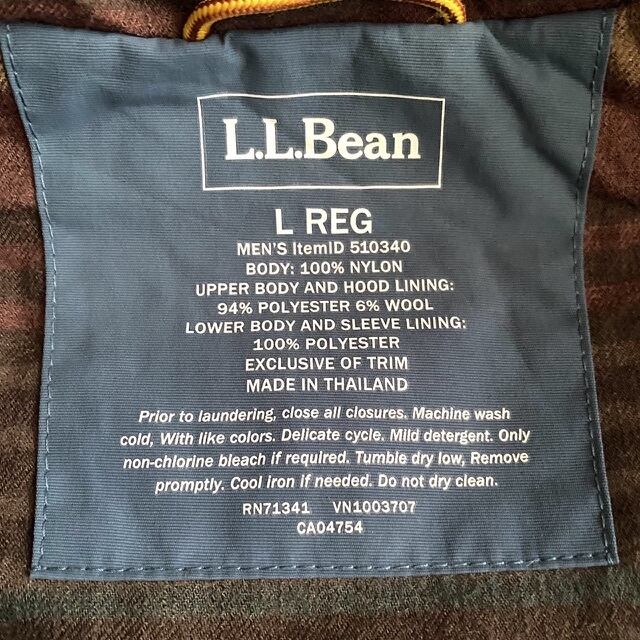 L.L.Bean
L REG
MEN'S ItemID 510340
BODY: 100% NYLON
UPPER BODY AND HOOD LINING:
94% POLYESTER 6% WOOL
LOWER BODY AND SLEEVE LINING:
100% POLYESTER
EXCLUSIVE OF TRIM
MADE IN THAILAND
Prior to laundering, close all closures. Machine wash
cold, With like colors. Delicate cycle. Mild detergent. Only
non-chlorine bleach if required. Tumble dry low, Remove
promptly. Cool iron if needed. Do not dry clean.
RN71341 VN1003707
CA04754